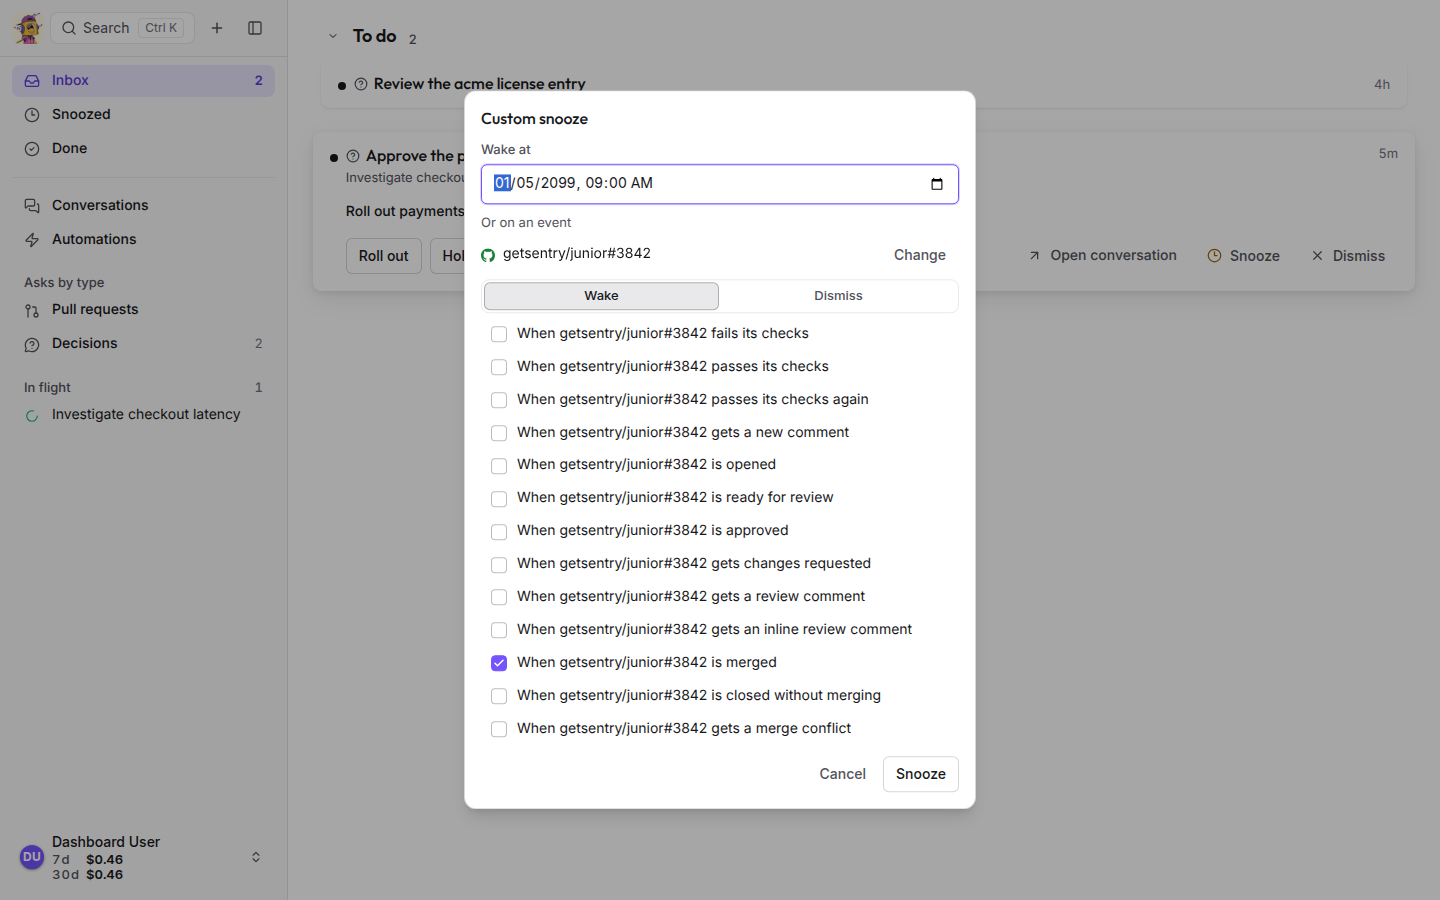 Search Ctrl K
Inbox 2
Snoozed
Done
Conversations
Automations
Asks by type
Pull requests
Decisions 2
In flight 1
Investigate checkout latency
DU
Dashboard User
7d $0.46
30d $0.46
To do 2
Review the acme license entry 4h
Approve the 5m
Investigate
Roll out payments
Roll out
Open conversation Snooze Dismiss
Custom snooze
Wake at
01/05/2099, 09:00 AM
Or on an event
getsentry/junior#3842 Change
Wake Dismiss
When getsentry/junior#3842 fails its checks
When getsentry/junior#3842 passes its checks
When getsentry/junior#3842 passes its checks again
When getsentry/junior#3842 gets a new comment
When getsentry/junior#3842 is opened
When getsentry/junior#3842 is ready for review
When getsentry/junior#3842 is approved
When getsentry/junior#3842 gets changes requested
When getsentry/junior#3842 gets a review comment
When getsentry/junior#3842 gets an inline review comment
When getsentry/junior#3842 is merged
When getsentry/junior#3842 is closed without merging
When getsentry/junior#3842 gets a merge conflict
Cancel Snooze